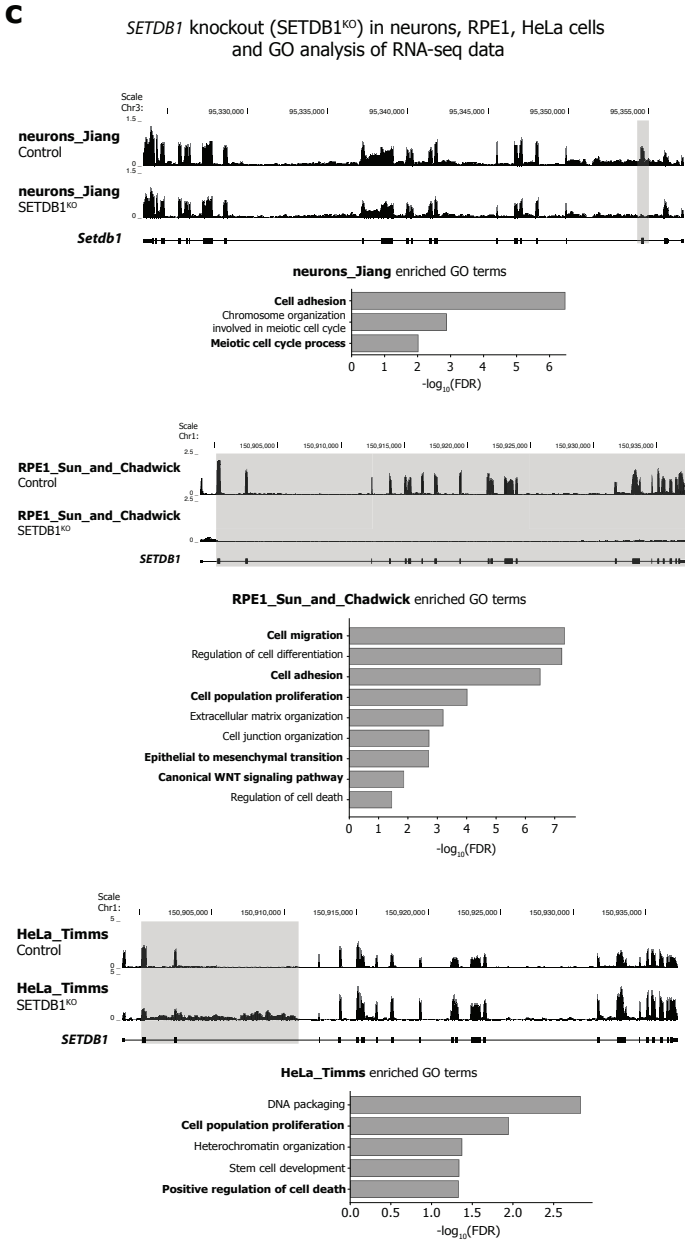 c
SETDB1 knockout (SETDB1KO) in neurons, RPE1, HeLa cells
and GO analysis of RNA-seq data
Scale
Chr3: 95,330,000 95,335,000 95,340,000 95,345,000 95,350,000 95,355,000
1.5
neurons_Jiang
Control
0
1.5
neurons_Jiang
SETDB1KO
0
Setdb1
neurons_Jiang enriched GO terms
Cell adhesion
Chromosome organization
involved in meiotic cell cycle
Meiotic cell cycle process
0 1 2 3 4 5 6
-log10(FDR)
Scale
Chr1: 150,905,000 150,910,000 150,915,000 150,920,000 150,925,000 150,930,000 150,935,000
2.5
RPE1_Sun_and_Chadwick
Control
0
2.5
RPE1_Sun_and_Chadwick
SETDB1KO
0
SETDB1
RPE1_Sun_and_Chadwick enriched GO terms
Cell migration
Regulation of cell differentiation
Cell adhesion
Cell population proliferation
Extracellular matrix organization
Cell junction organization
Epithelial to mesenchymal transition
Canonical WNT signaling pathway
Regulation of cell death
0 1 2 3 4 5 6 7
-log10(FDR)
Scale
Chr1: 150,905,000 150,910,000 150,915,000 150,920,000 150,925,000 150,930,000 150,935,000
5
HeLa_Timms
Control
0
5
HeLa_Timms
SETDB1KO
0
SETDB1
HeLa_Timms enriched GO terms
DNA packaging
Cell population proliferation
Heterochromatin organization
Stem cell development
Positive regulation of cell death
0.0 0.5 1.0 1.5 2.0 2.5
-log10(FDR)